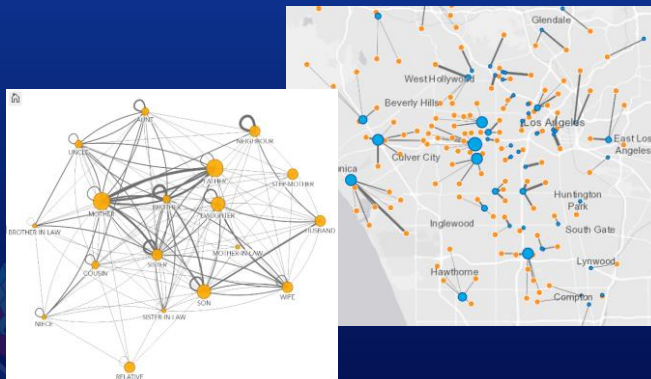 AUNT
NEIGHBOUR
UNCLE
FATHER
STEP-MOTHER
MOTHER
BROTHER
DAUGHTER
BROTHER IN LAW
HUSBAND
MOTHER-IN-LAW
SISTER
COUSIN
SON
WIFE
NIECE
SISTER-IN-LAW
RELATIVE
Glendale
West Hollywood
Beverly Hills
Los Angeles
East Los
Angeles
nica
Culver City
Huntington
Park
Inglewood
South Gate
Lynwood
Hawthorne
Compton